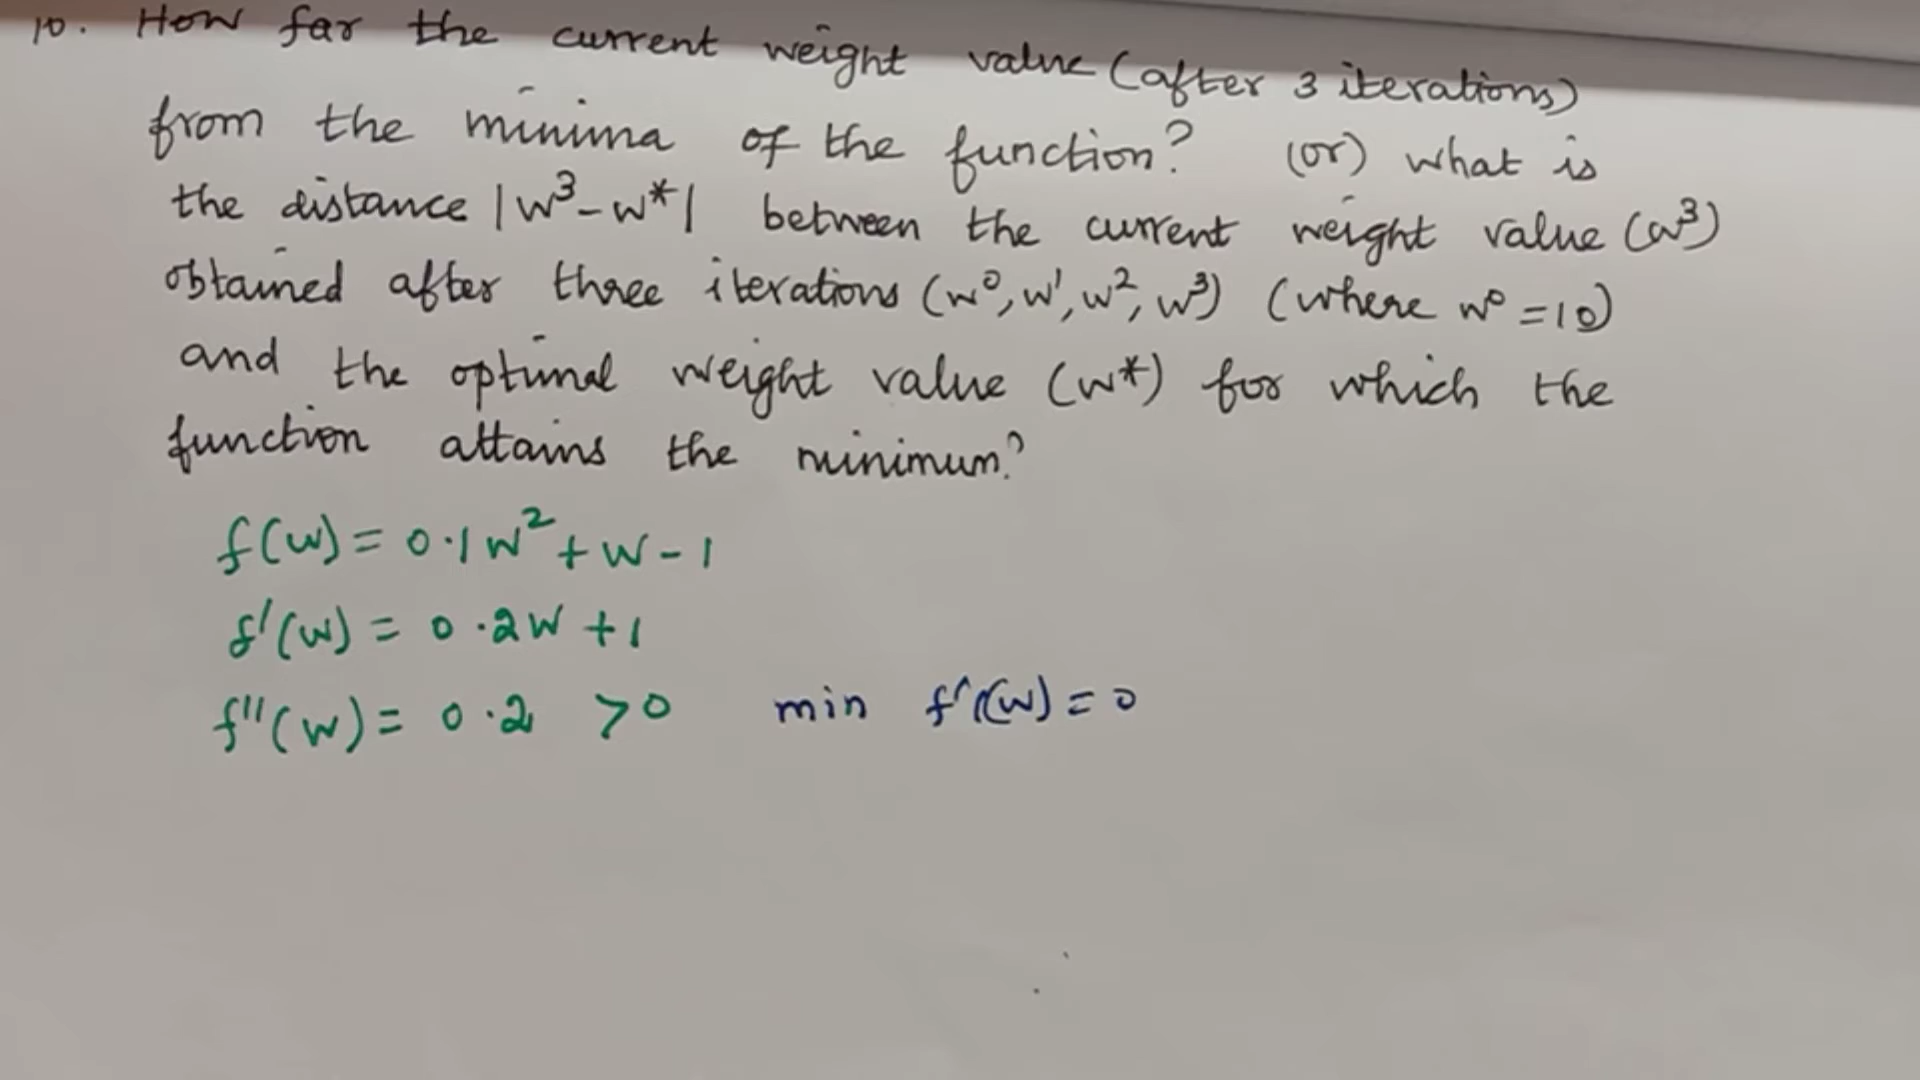 10. How far the current weight value (after 3 iterations)
from the minima of the function? (or) what is
the distance |w³-w*| between the current weight value (w³)
obtained after three iterations (w⁰, w¹, w², w³) (where w⁰ = 10)
and the optimal weight value (w*) for which the
function attains the minimum?
f(w) = 0.1w² + w - 1
f'(w) = 0.2w + 1
f''(w) = 0.2 >0 min f'(w) = 0